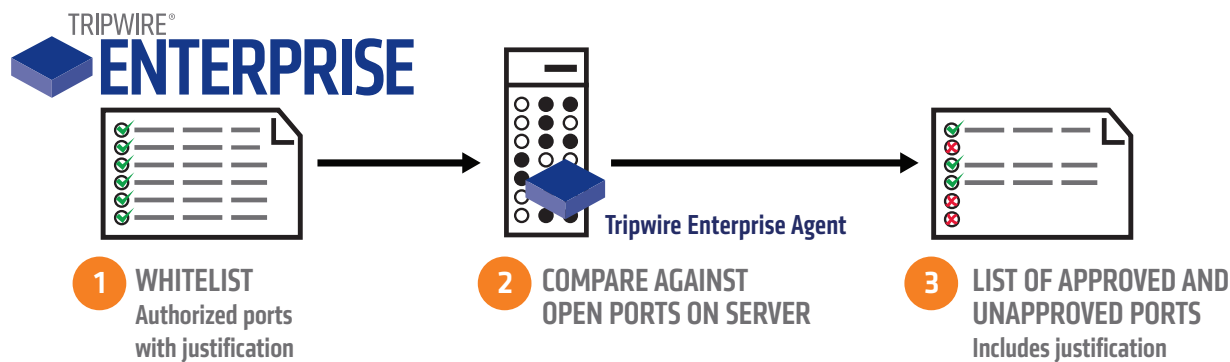 TRIPWIRE®
ENTERPRISE
Tripwire Enterprise Agent
1 WHITELIST
Authorized ports
with justification
2 COMPARE AGAINST
OPEN PORTS ON SERVER
3 LIST OF APPROVED AND
UNAPPROVED PORTS
Includes justification